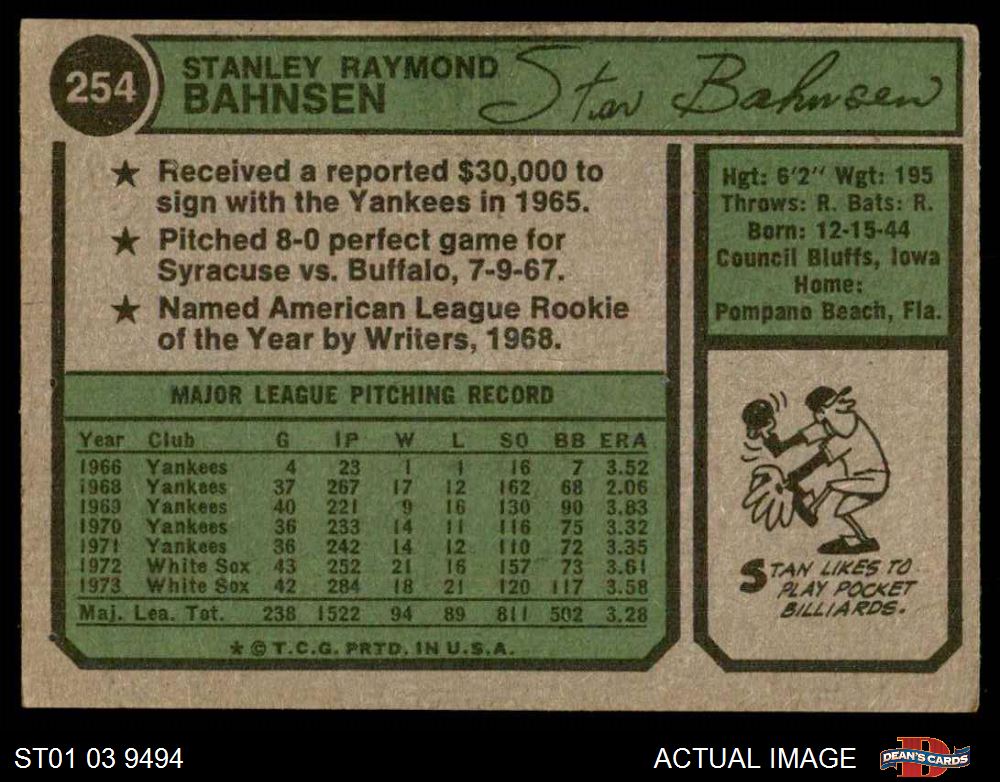 254
STANLEY RAYMOND
BAHNSEN
Stan Bahnsen
★ Received a reported $30,000 to
sign with the Yankees in 1965.
★ Pitched 8-0 perfect game for
Syracuse vs. Buffalo, 7-9-67.
★ Named American League Rookie
of the Year by Writers, 1968.
Hgt: 6'2" Wgt: 195
Throws: R. Bats: R.
Born: 12-15-44
Council Bluffs, Iowa
Home:
Pompano Beach, Fla.
MAJOR LEAGUE PITCHING RECORD
Year Club G IP W L SO BB ERA
1966 Yankees 4 23 1 1 16 7 3.52
1968 Yankees 37 267 17 12 162 68 2.06
1969 Yankees 40 221 9 16 130 90 3.83
1970 Yankees 36 233 14 11 116 75 3.32
1971 Yankees 36 242 14 12 110 72 3.35
1972 White Sox 43 252 21 16 157 73 3.61
1973 White Sox 42 284 18 21 120 117 3.58
Maj. Lea. Tot. 238 1522 94 89 811 502 3.28
★ © T.C.G. PRTD. IN U.S.A.
STAN LIKES TO
PLAY POCKET
BILLIARDS.
ST01 03 9494
ACTUAL IMAGE
DEAN'S CARDS